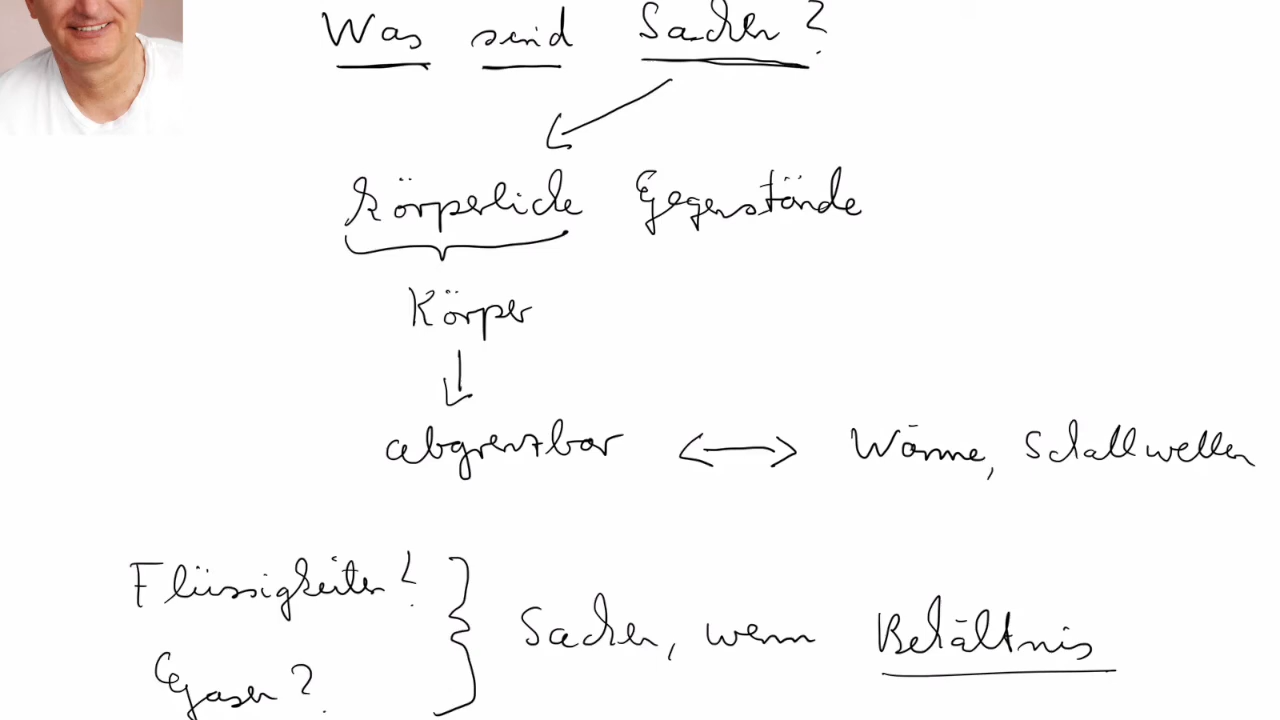 Was sind Sachen?
Körperliche Gegenstände
Körper
abgrenzbar ↔ Wärme, Schallwellen
Flüssigkeiten?
Sachen, wenn Behältnis
Gasen?